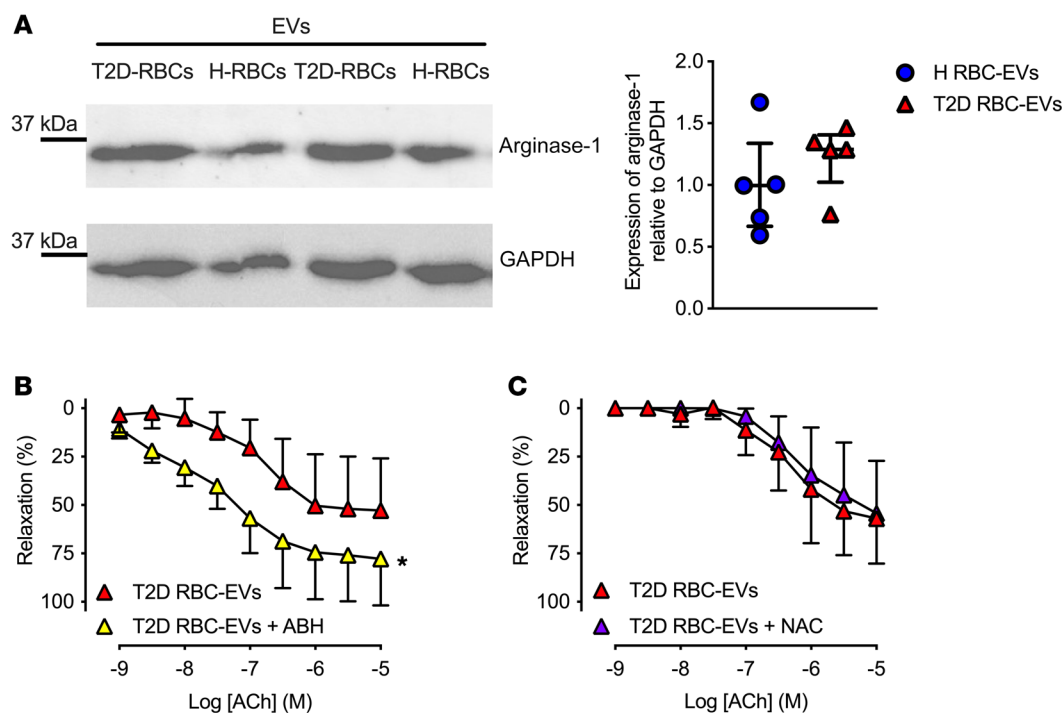 A
EVs
T2D-RBCs H-RBCs T2D-RBCs H-RBCs
37 kDa
Arginase-1
37 kDa
GAPDH
Expression of arginase-1
relative to GAPDH
2.0
1.5
1.0
0.5
0.0
H RBC-EVs
T2D RBC-EVs
B
Relaxation (%)
0
25
50
75
100
*
T2D RBC-EVs
T2D RBC-EVs + ABH
-9 -8 -7 -6 -5
Log [ACh] (M)
C
Relaxation (%)
0
25
50
75
100
T2D RBC-EVs
T2D RBC-EVs + NAC
-9 -8 -7 -6 -5
Log [ACh] (M)